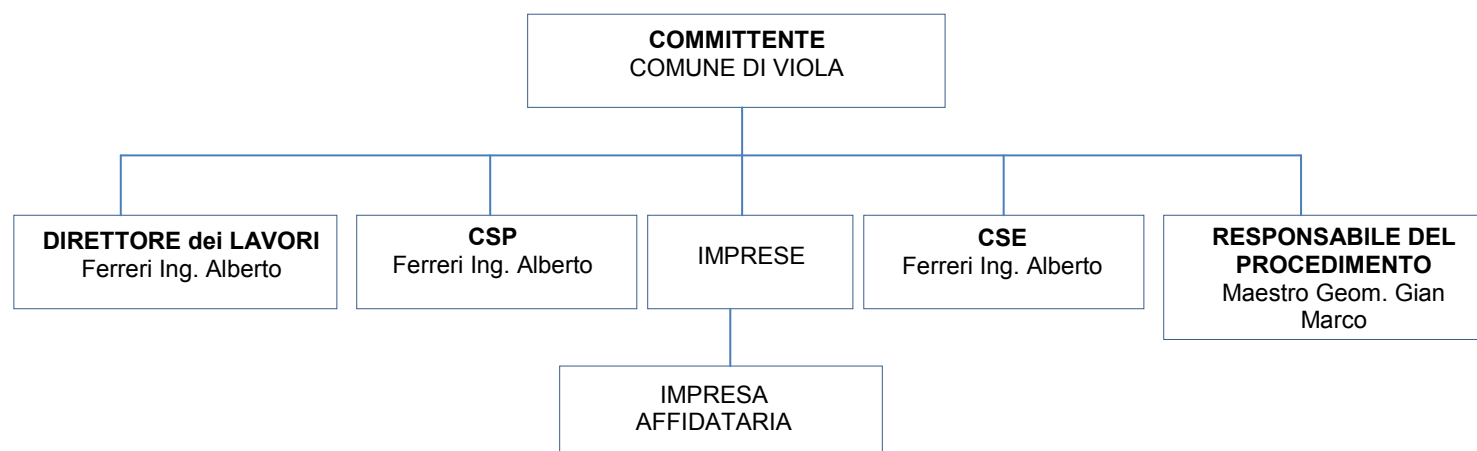 COMMITTENTE
COMUNE DI VIOLA
DIRETTORE dei LAVORI
Ferreri Ing. Alberto
CSP
Ferreri Ing. Alberto
IMPRESE
CSE
Ferreri Ing. Alberto
RESPONSABILE DEL
PROCEDIMENTO
Maestro Geom. Gian
Marco
IMPRESA
AFFIDATARIA